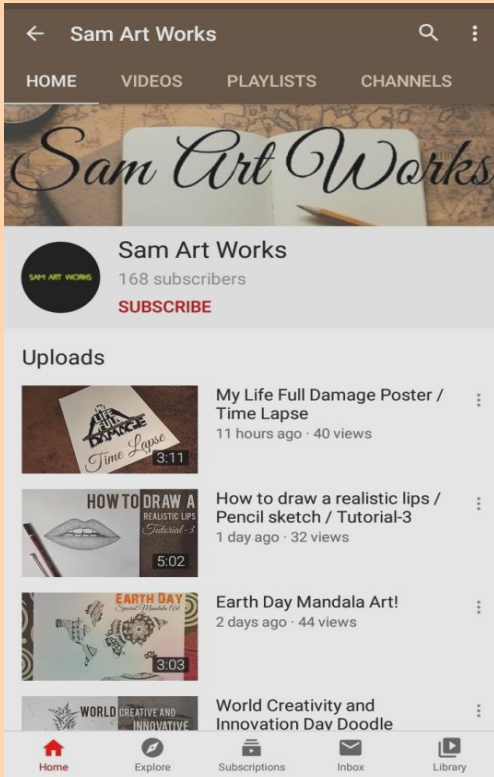 Sam Art Works
HOME VIDEOS PLAYLISTS CHANNELS
Sam Art Works
SAM ART WORKS
Sam Art Works
168 subscribers
SUBSCRIBE
Uploads
MY
LIFE
FULL
DAMAGE
Time Lapse
3:11
My Life Full Damage Poster /
Time Lapse
11 hours ago · 40 views
HOW TO DRAW A
REALISTIC LIPS
Tutorial-3
5:02
How to draw a realistic lips /
Pencil sketch / Tutorial-3
1 day ago · 32 views
EARTH DAY
Special Mandala Art
3:03
Earth Day Mandala Art!
2 days ago · 44 views
WORLD CREATIVE AND
INNOVATIVE
World Creativity and
Innovation Day Doodle
Home Explore Subscriptions Inbox Library